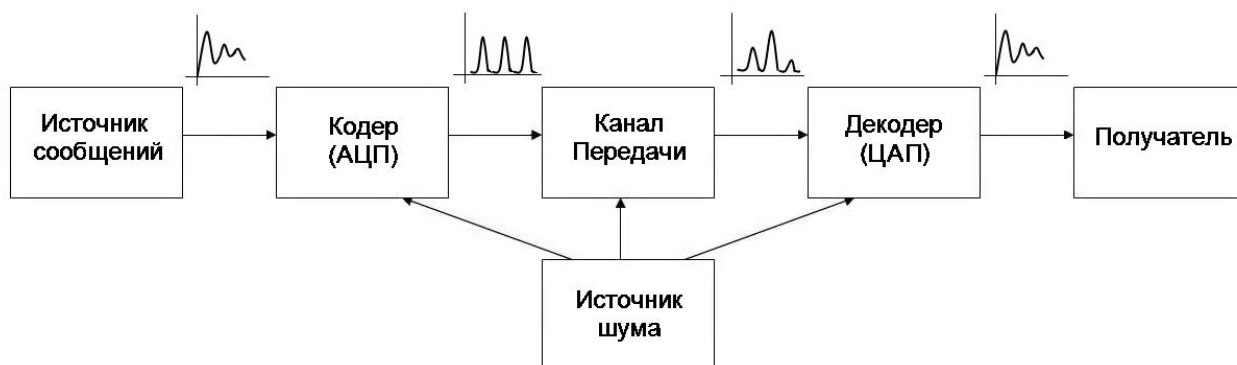 Источник
сообщений
Кодер
(АЦП)
Канал
Передачи
Декодер
(ЦАП)
Получатель
Источник
шума